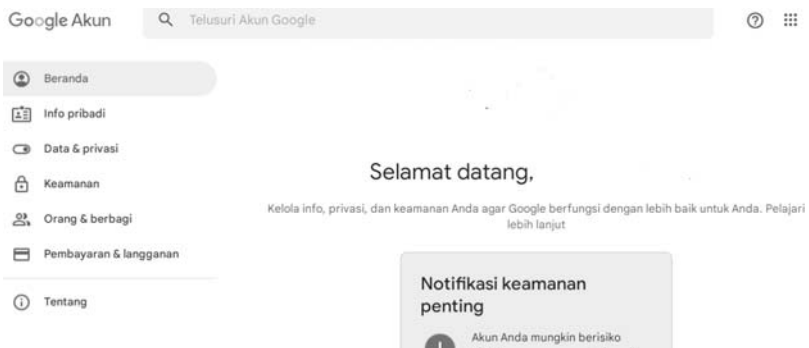 Google Akun
Telusuri Akun Google
Beranda
Info pribadi
Data & privasi
Keamanan
Orang & berbagi
Pembayaran & langganan
Tentang
Selamat datang,
Kelola info, privasi, dan keamanan Anda agar Google berfungsi dengan lebih baik untuk Anda. Pelajari
lebih lanjut
Notifikasi keamanan
penting
Akun Anda mungkin berisiko